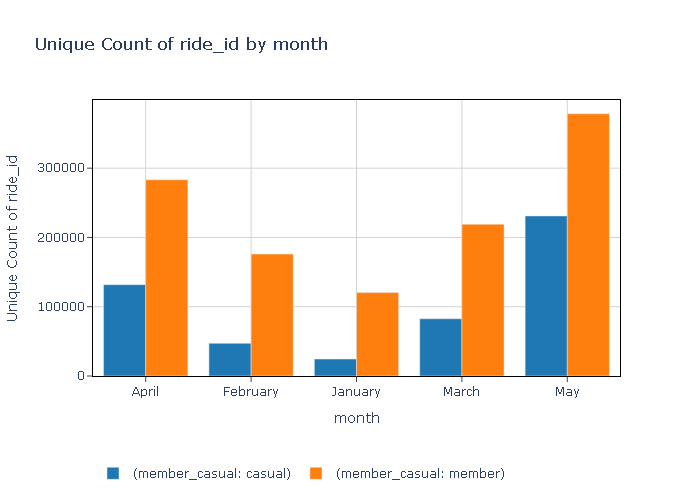 Unique Count of ride_id by month
Unique Count of ride_id
300000
200000
100000
0
April February January March May
month
(member_casual: casual) (member_casual: member)